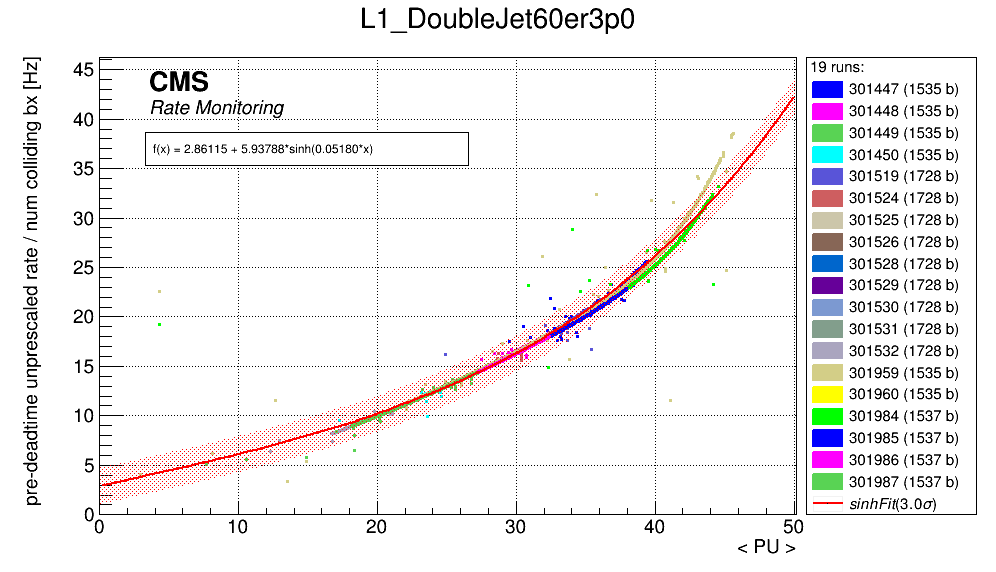 L1_DoubleJet60er3p0
pre-deadtime unprescaled rate / num colliding bx [Hz]
45
40
35
30
25
20
15
10
5
0
CMS
Rate Monitoring
f(x) = 2.86115 + 5.93788*sinh(0.05180*x)
0 10 20 30 40 50
< PU >
19 runs:
301447 (1535 b)
301448 (1535 b)
301449 (1535 b)
301450 (1535 b)
301519 (1728 b)
301524 (1728 b)
301525 (1728 b)
301526 (1728 b)
301528 (1728 b)
301529 (1728 b)
301530 (1728 b)
301531 (1728 b)
301532 (1728 b)
301959 (1535 b)
301960 (1535 b)
301984 (1537 b)
301985 (1537 b)
301986 (1537 b)
301987 (1537 b)
sinhFit(3.0σ)